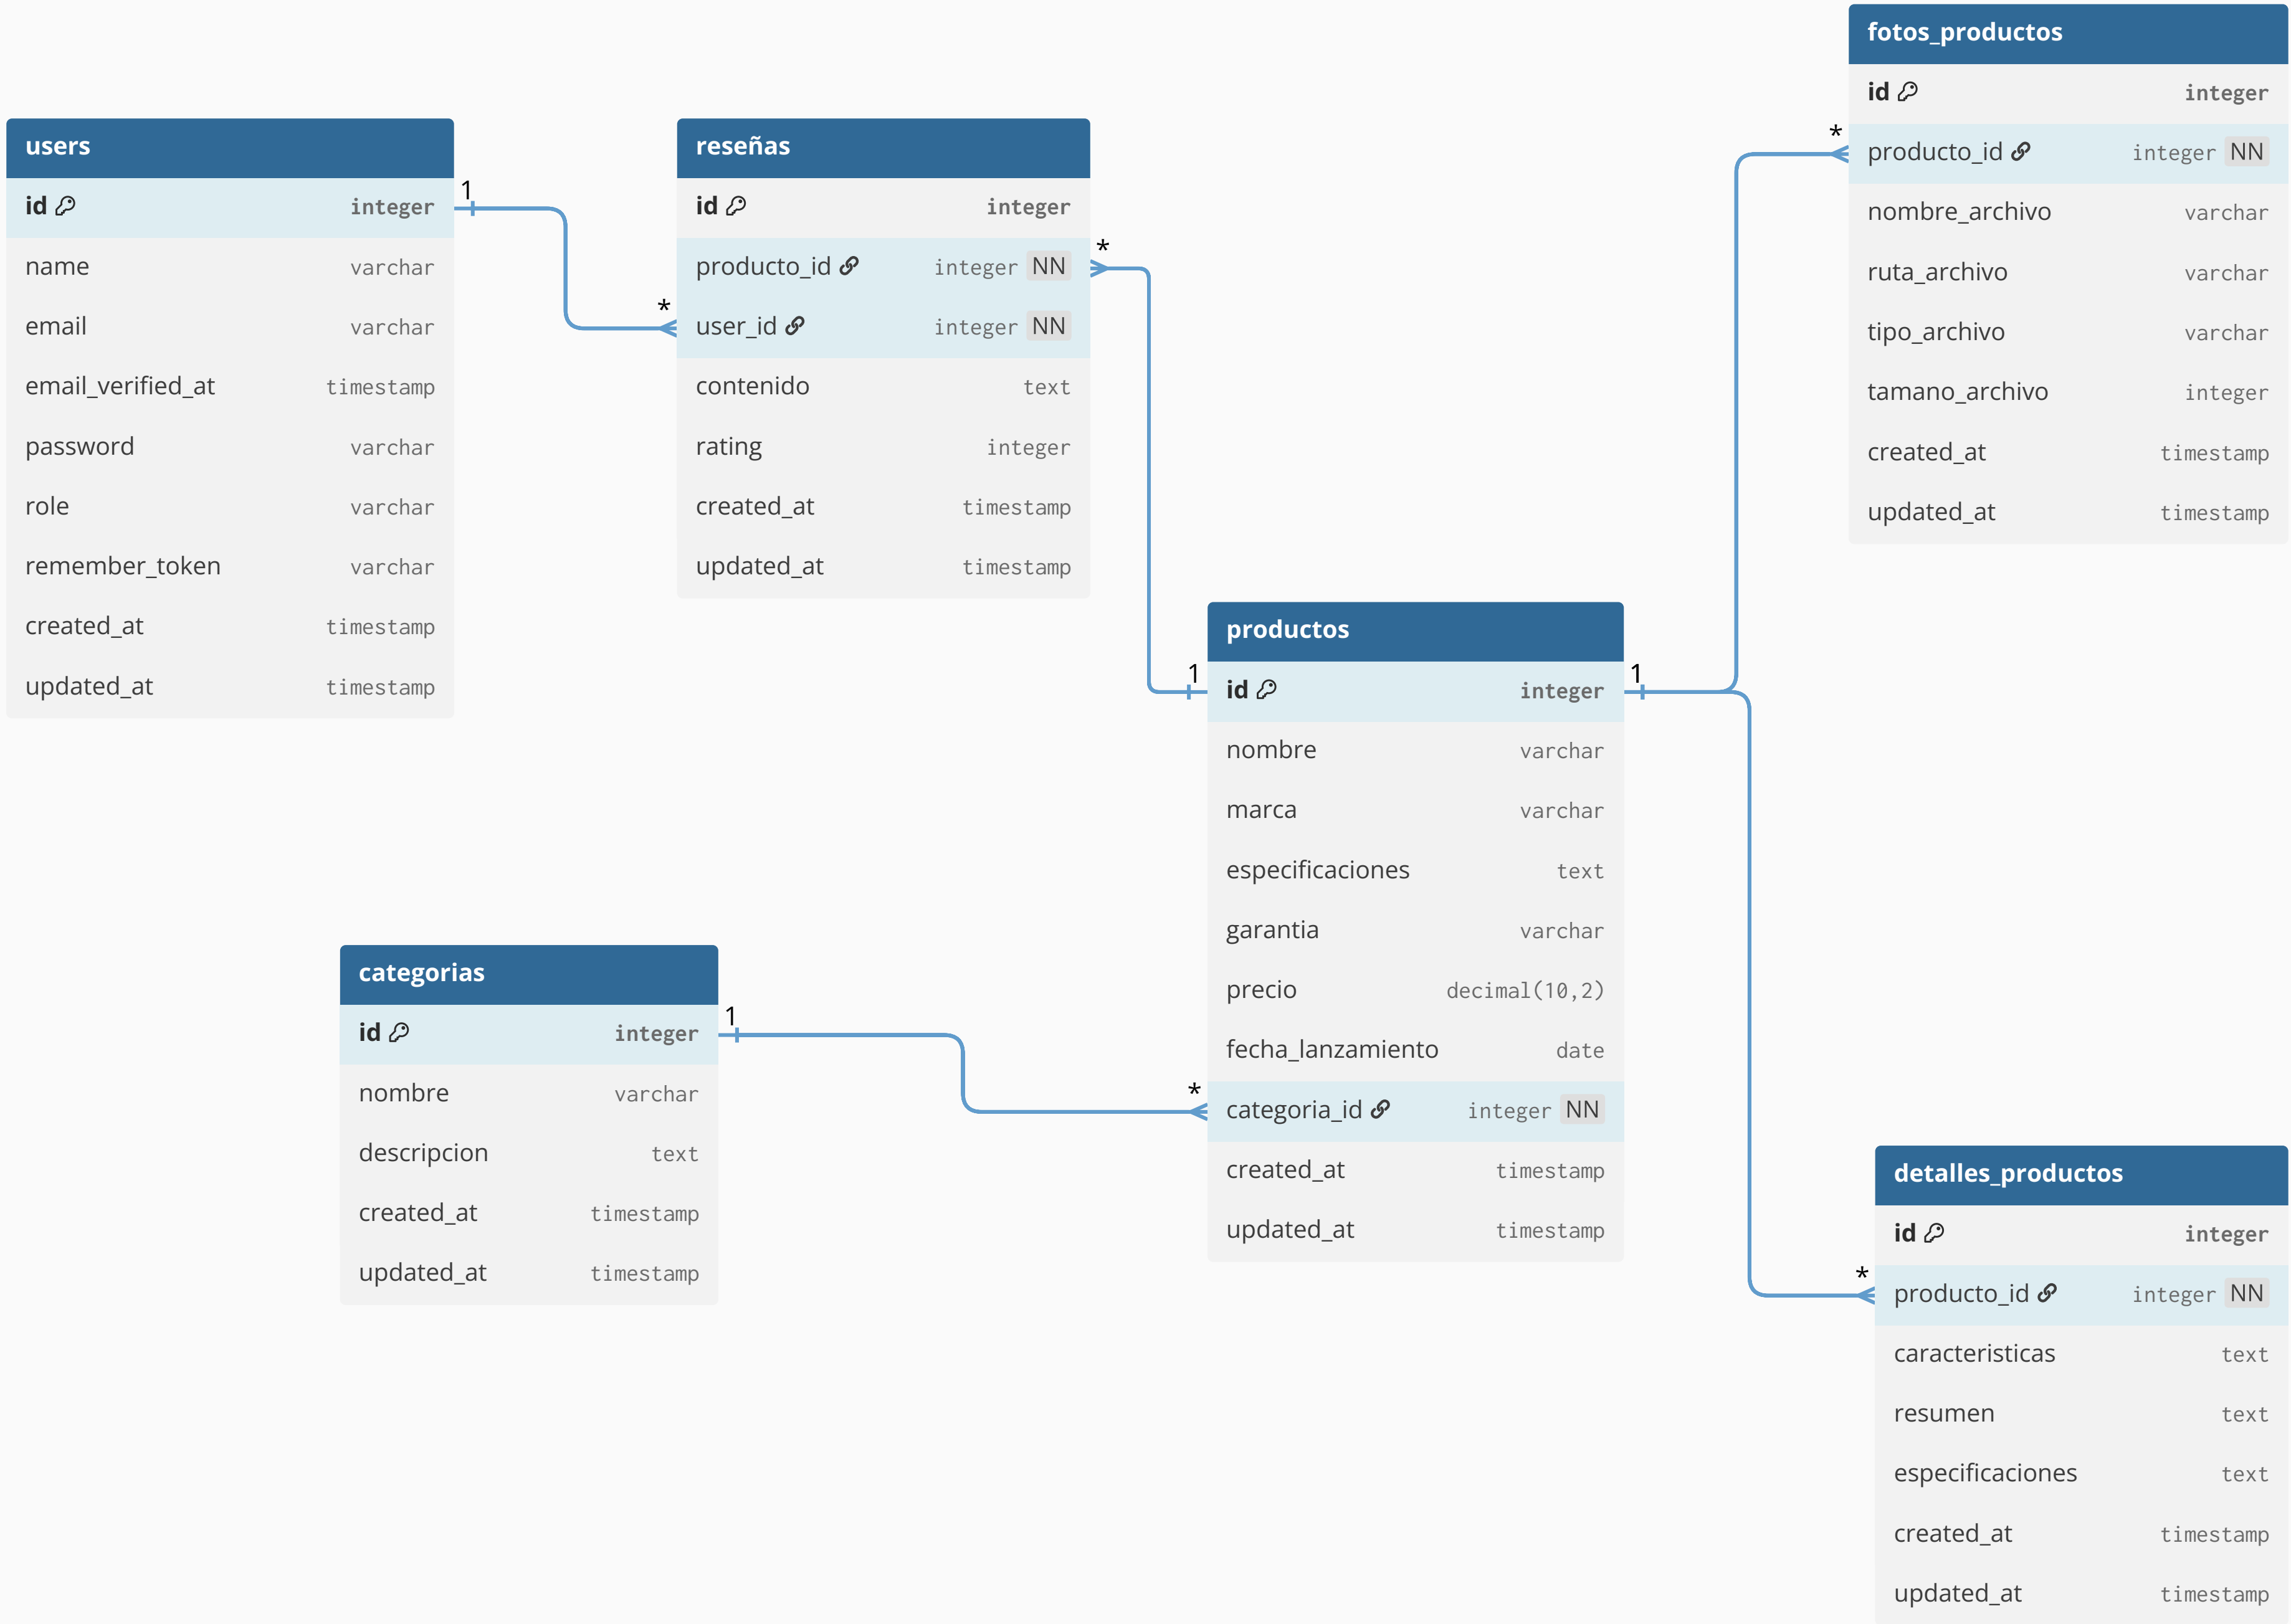 users
id integer
name varchar
email varchar
email_verified_at timestamp
password varchar
role varchar
remember_token varchar
created_at timestamp
updated_at timestamp
1
*
reseñas
id integer
producto_id integer NN
user_id integer NN
contenido text
rating integer
created_at timestamp
updated_at timestamp
*
1
fotos_productos
id integer
producto_id integer NN
nombre_archivo varchar
ruta_archivo varchar
tipo_archivo varchar
tamano_archivo integer
created_at timestamp
updated_at timestamp
*
productos
id integer
nombre varchar
marca varchar
especificaciones text
garantia varchar
precio decimal(10,2)
fecha_lanzamiento date
categoria_id integer NN
created_at timestamp
updated_at timestamp
1
categorias
id integer
nombre varchar
descripcion text
created_at timestamp
updated_at timestamp
1
*
detalles_productos
id integer
producto_id integer NN
caracteristicas text
resumen text
especificaciones text
created_at timestamp
updated_at timestamp
*